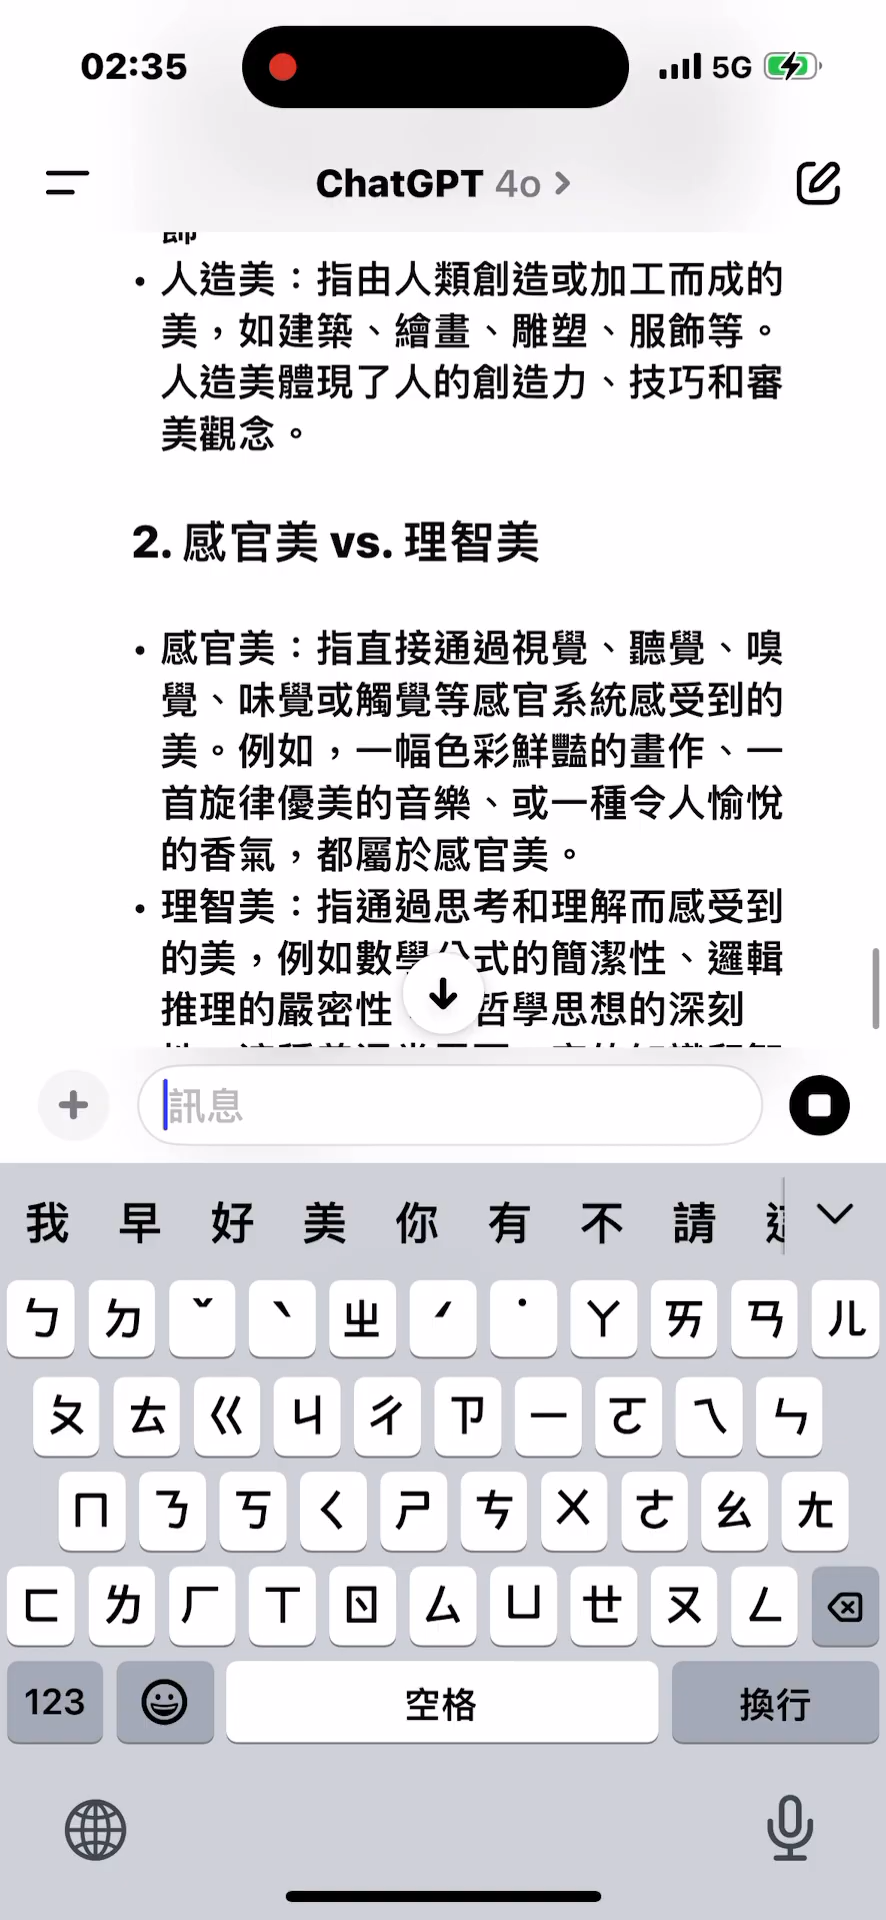 02:35
5G
ChatGPT 4o >
飾
• 人造美：指由人類創造或加工而成的
美，如建築、繪畫、雕塑、服飾等。
人造美體現了人的創造力、技巧和審
美觀念。
2. 感官美 vs. 理智美
• 感官美：指直接通過視覺、聽覺、嗅
覺、味覺或觸覺等感官系統感受到的
美。例如，一幅色彩鮮豔的畫作、一
首旋律優美的音樂、或一種令人愉悅
的香氣，都屬於感官美。
• 理智美：指通過思考和理解而感受到
的美，例如數學公式的簡潔性、邏輯
推理的嚴密性 哲學思想的深刻
訊息
我 早 好 美 你 有 不 請
ㄅ ㄉ ˇ ˋ ㄓ ˊ ˙ ㄚ ㄞ ㄢ ㄦ
ㄆ ㄊ ㄍ ㄐ ㄔ ㄗ ㄧ ㄛ ㄟ ㄣ
ㄇ ㄋ ㄎ ㄑ ㄕ ㄘ ㄨ ㄜ ㄠ ㄤ
ㄈ ㄌ ㄏ ㄒ ㄖ ㄙ ㄩ ㄝ ㄡ ㄥ
123 空格 換行